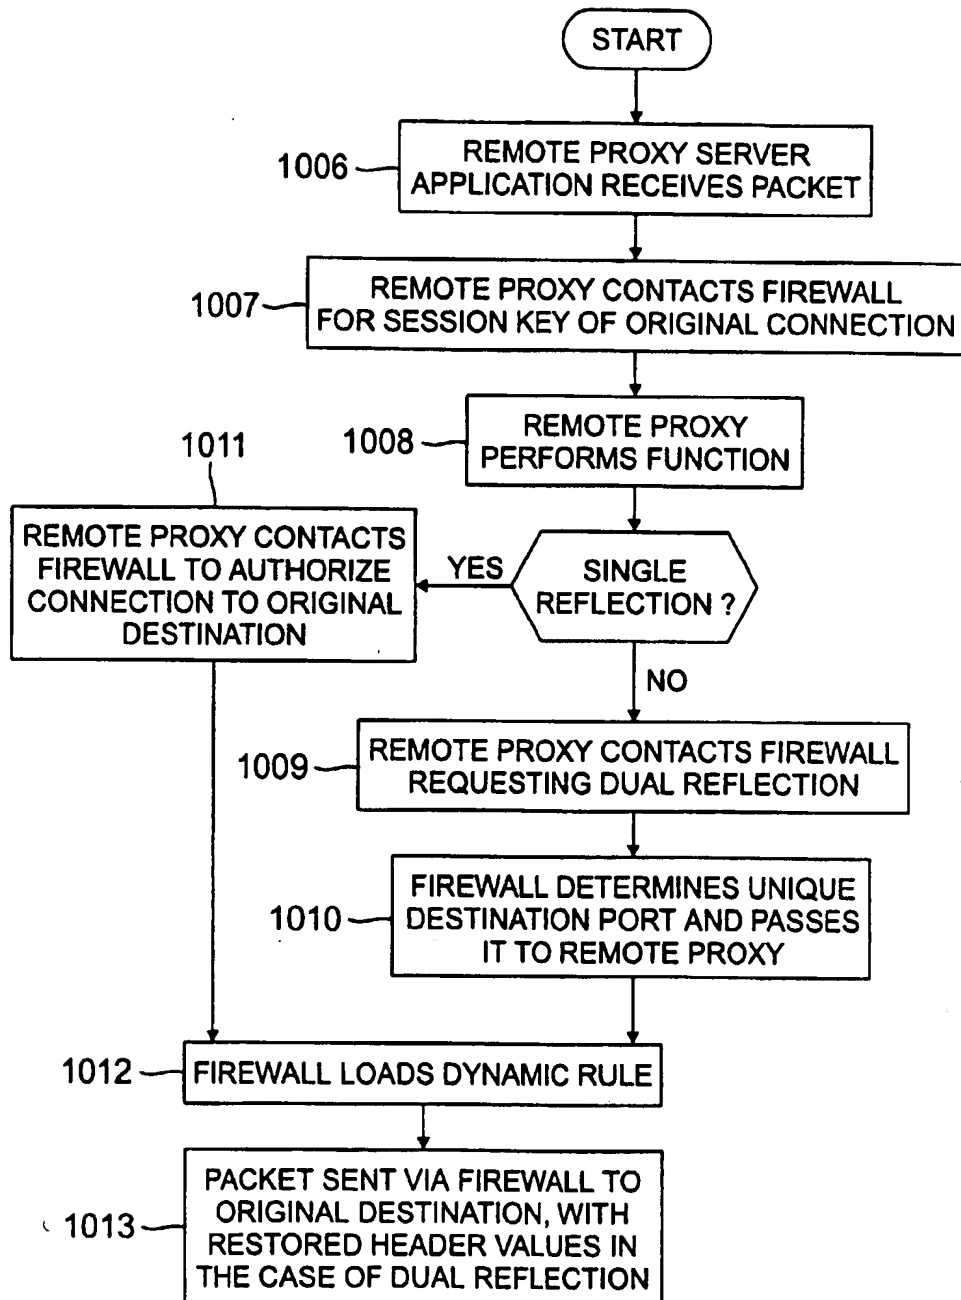 START
1006
REMOTE PROXY SERVER
APPLICATION RECEIVES PACKET
1007
REMOTE PROXY CONTACTS FIREWALL
FOR SESSION KEY OF ORIGINAL CONNECTION
1008
REMOTE PROXY
PERFORMS FUNCTION
1011
REMOTE PROXY CONTACTS
FIREWALL TO AUTHORIZE
CONNECTION TO ORIGINAL
DESTINATION
YES
SINGLE
REFLECTION ?
NO
1009
REMOTE PROXY CONTACTS FIREWALL
REQUESTING DUAL REFLECTION
1010
FIREWALL DETERMINES UNIQUE
DESTINATION PORT AND PASSES
IT TO REMOTE PROXY
1012
FIREWALL LOADS DYNAMIC RULE
1013
PACKET SENT VIA FIREWALL TO
ORIGINAL DESTINATION, WITH
RESTORED HEADER VALUES IN
THE CASE OF DUAL REFLECTION